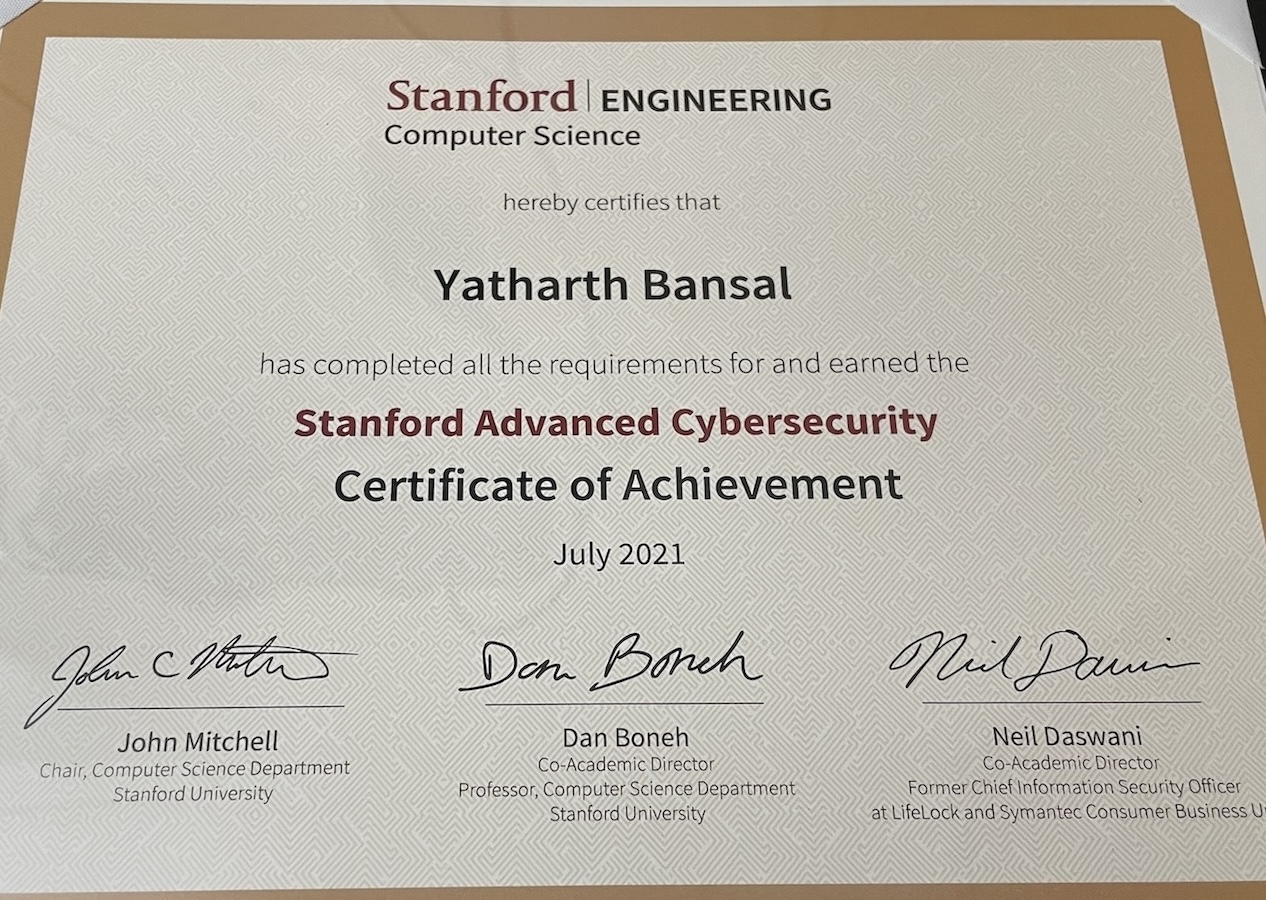 Stanford | ENGINEERING
Computer Science
hereby certifies that
Yatharth Bansal
has completed all the requirements for and earned the
Stanford Advanced Cybersecurity
Certificate of Achievement
July 2021
John C Mitchell
Dan Boneh
Neil Daswani
John Mitchell
Chair, Computer Science Department
Stanford University
Dan Boneh
Co-Academic Director
Professor, Computer Science Department
Stanford University
Neil Daswani
Co-Academic Director
Former Chief Information Security Officer
at LifeLock and Symantec Consumer Business